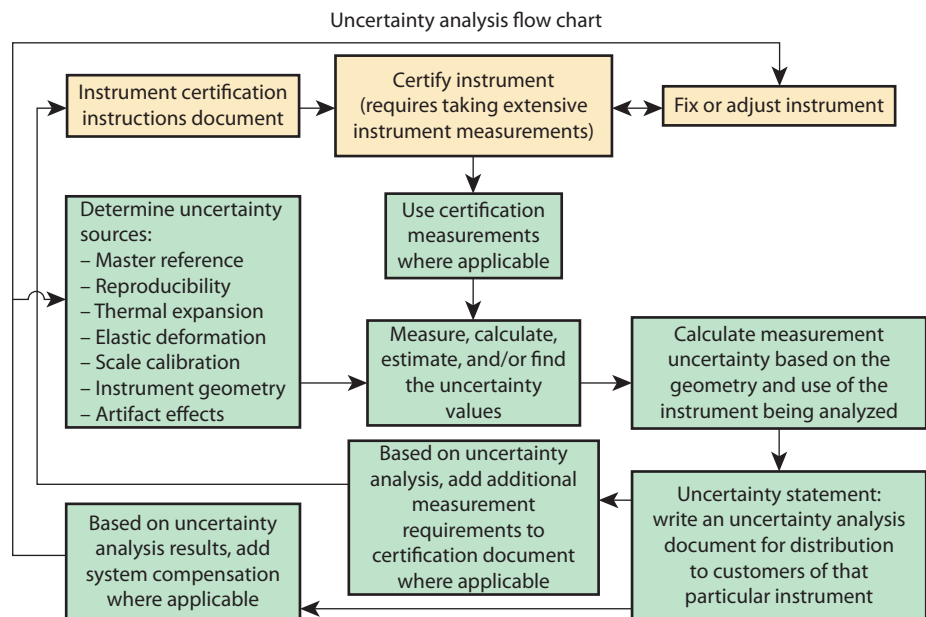 Uncertainty analysis flow chart
Instrument certification
instructions document
Certify instrument
(requires taking extensive
instrument measurements)
Fix or adjust instrument
Determine uncertainty
sources:
– Master reference
– Reproducibility
– Thermal expansion
– Elastic deformation
– Scale calibration
– Instrument geometry
– Artifact effects
Use certification
measurements
where applicable
Measure, calculate,
estimate, and/or find
the uncertainty
values
Calculate measurement
uncertainty based on the
geometry and use of the
instrument being analyzed
Based on uncertainty
analysis, add additional
measurement
requirements to
certification document
where applicable
Uncertainty statement:
write an uncertainty analysis
document for distribution
to customers of that
particular instrument
Based on uncertainty
analysis results, add
system compensation
where applicable